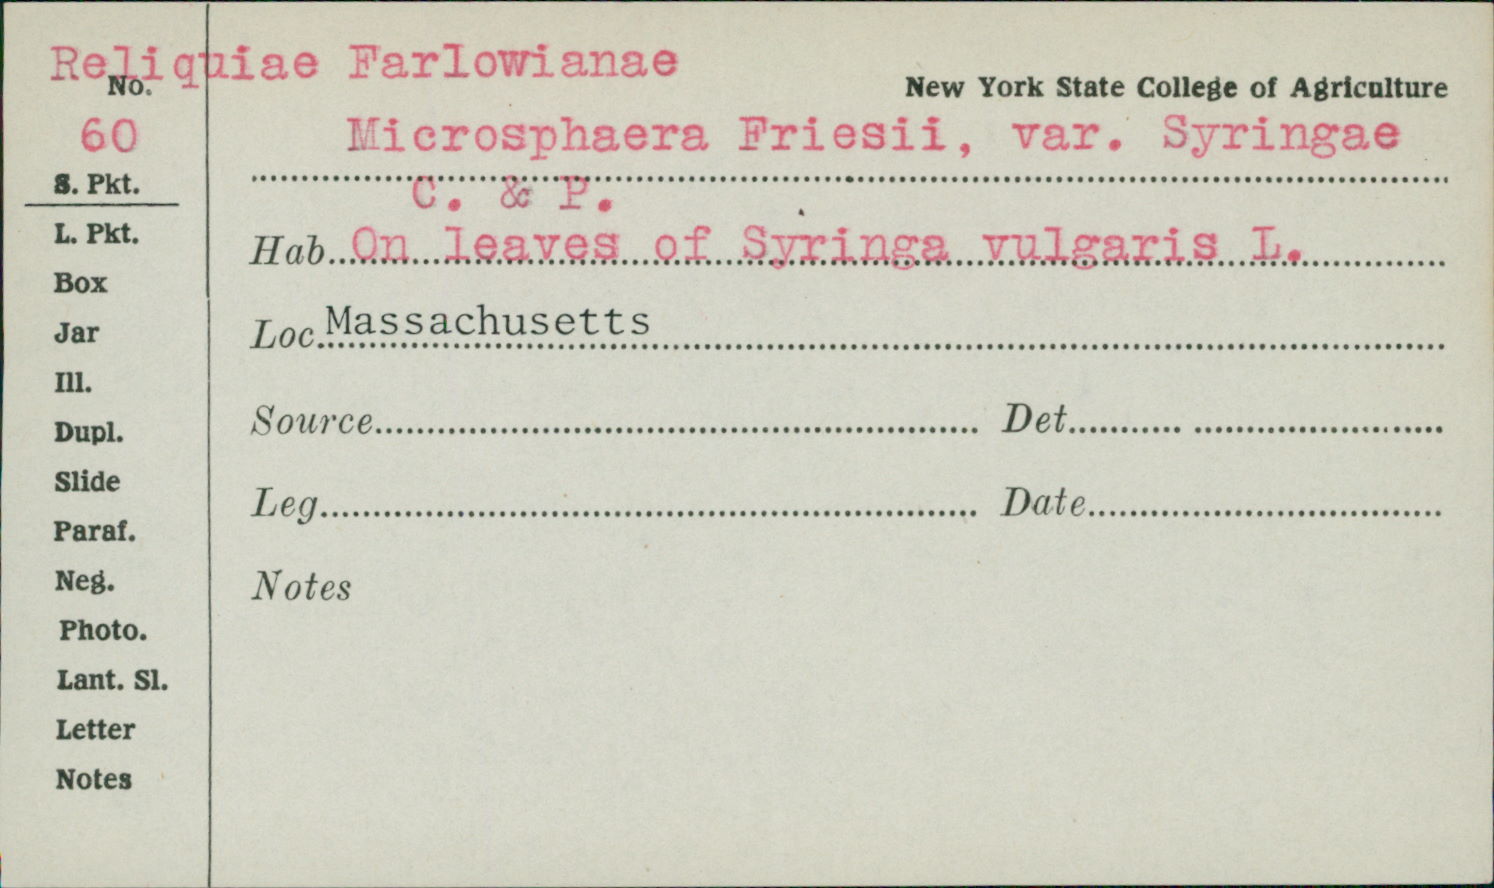 Reliquiae Farlowianae
No.
New York State College of Agriculture
60
Microsphaera Friesii, var. Syringae
S. Pkt.
C. & P.
L. Pkt.
Hab. On leaves of Syringa vulgaris L.
Box
Loc. Massachusetts
Jar
Ill.
Source Det.
Dupl.
Slide
Leg. Date
Paraf.
Neg.
Notes
Photo.
Lant. Sl.
Letter
Notes